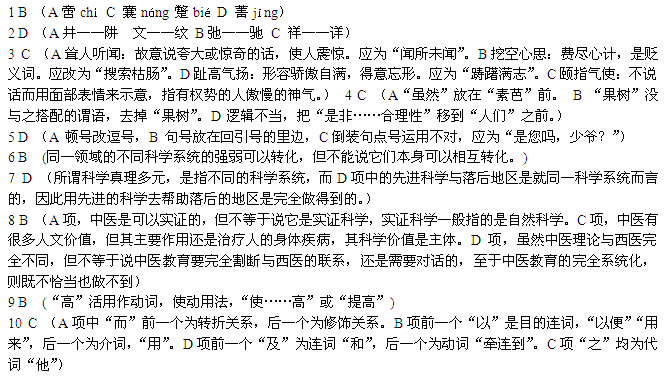 1 B （A 啻 chì  C 囊 náng 蹩 bié  D 菁 jīng）
2 D （A 井——阱  文——纹  B 弛——驰  C 祥——详）
3 C （A 耸人听闻：故意说夸大或惊奇的话，使人震惊。应为“闻所未闻”。B 挖空心思：费尽心计，是贬
义词。应改为“搜索枯肠”。D 趾高气扬：形容骄傲自满，得意忘形。应为“踌躇满志”。C 颐指气使：不说
话而用面部表情来示意，指有权势的人傲慢的神气。） 4 C （A“虽然”放在“素芭”前。 B “果树”没
与之搭配的谓语，去掉“果树”。D 逻辑不当，把“是非……合理性”移到“人们”之前。）
5 D （A 顿号改逗号，B 句号放在回引号的里边，C 倒装句点号运用不对，应为“是您吗，少爷？”）
6 B （同一领域的不同科学系统的强弱可以转化，但不能说它们本身可以相互转化。）
7 D （所谓科学真理多元，是指不同的科学系统，而 D 项中的先进科学与落后地区是就同一科学系统而言
的，因此用先进的科学去帮助落后的地区是完全做得到的。）
8 B （A 项，中医是可以实证的，但不等于说它是实证科学，实证科学一般指的是自然科学。C 项，中医有
很多人文价值，但其主要作用还是治疗人的身体疾病，其科学价值是主体。D 项，虽然中医理论与西医完
全不同，但不等于说中医教育要完全割断与西医的联系，还是需要对话的，至于中医教育的完全系统化，
则既不恰当也做不到）
9 B （“高”活用作动词，使动用法，“使……高”或“提高”）
10 C （A 项中“而”前一个为转折关系，后一个为修饰关系。B 项前一个“以”是目的连词，“以便”“用
来”，后一个为介词，“用”。D 项前一个“及”为连词“和”，后一个为动词“牵连到”。C 项“之”均为代
词“他”）